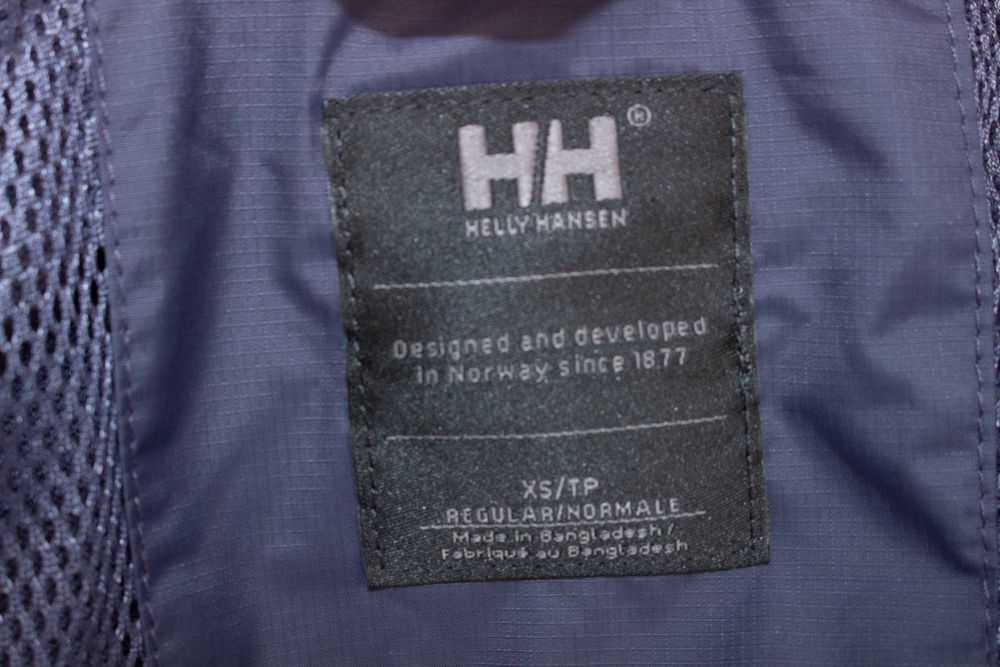 H/H®
HELLY HANSEN
Designed and developed
in Norway since 1877
XS/TP
REGULAR/NORMALE
Made in Bangladesh/
Fabriqué au Bangladesh